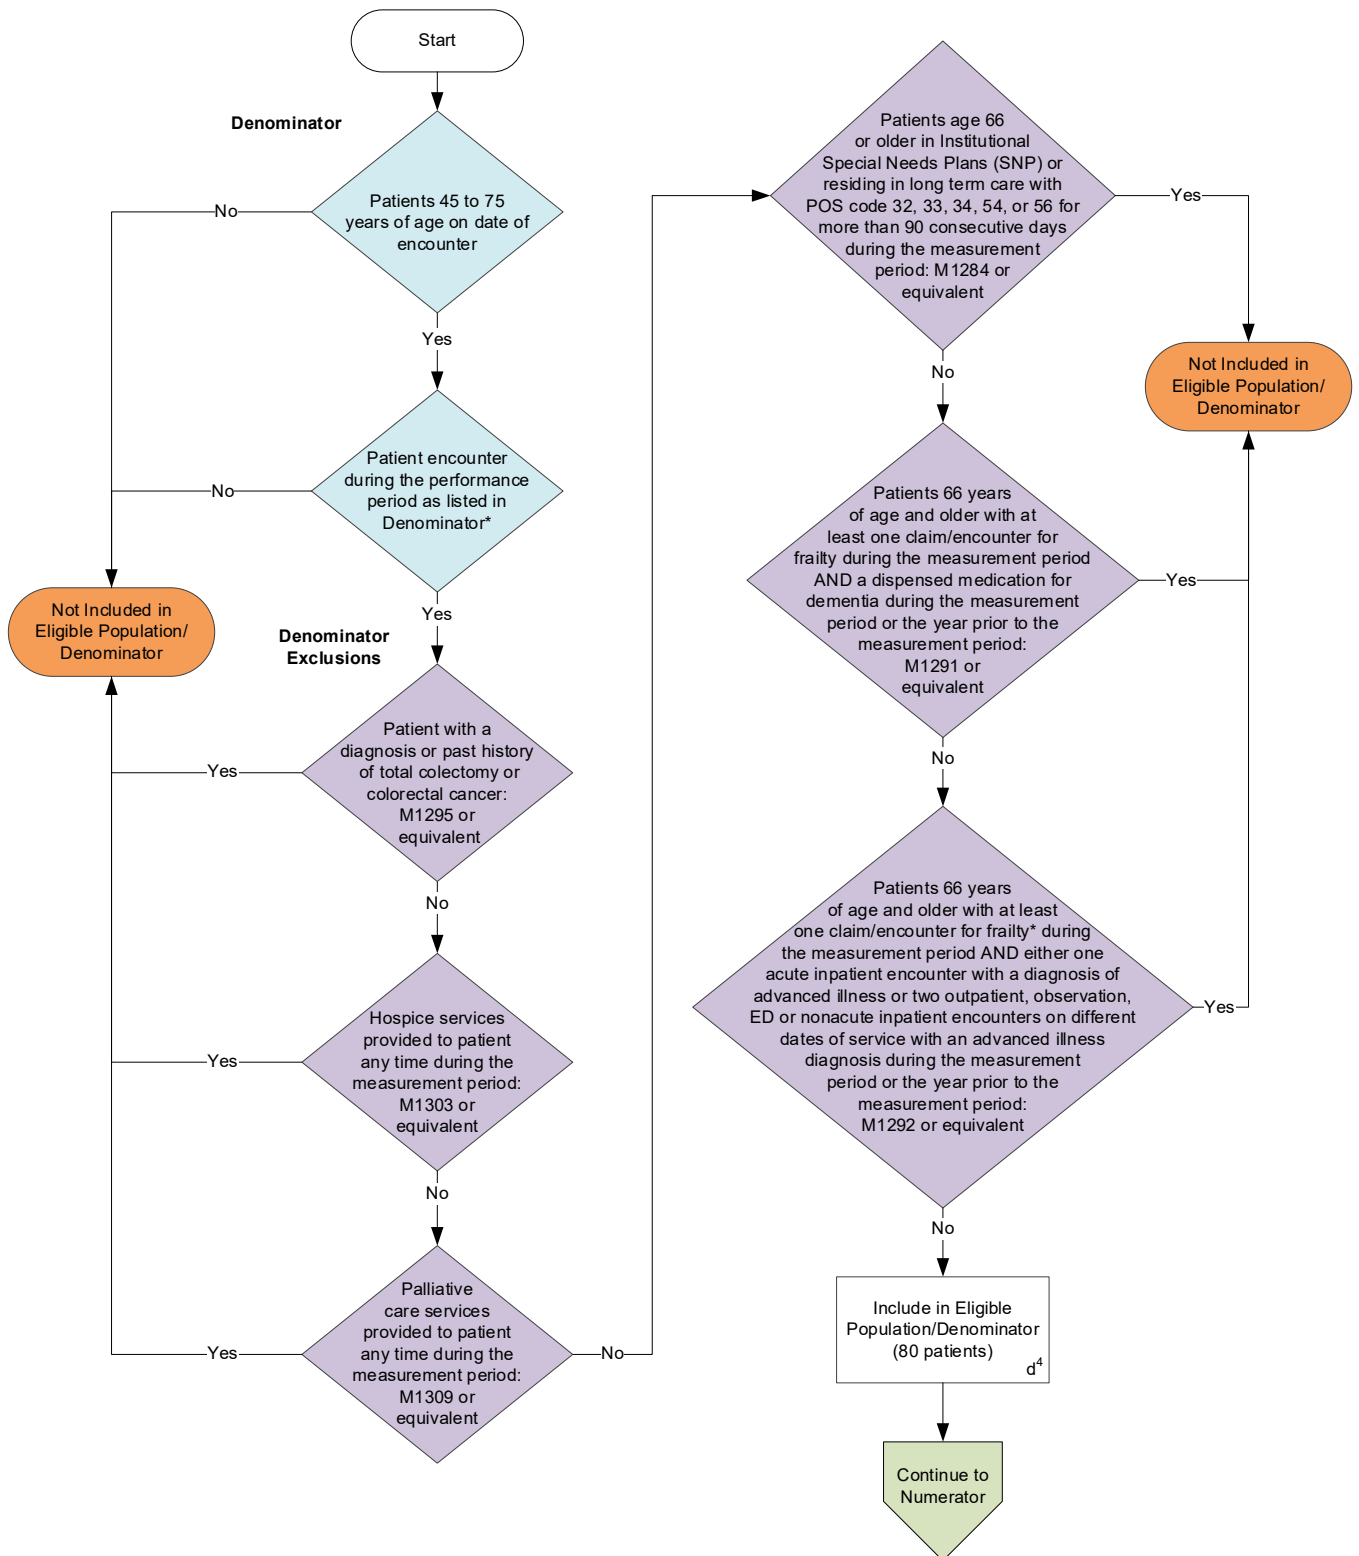 Start
Denominator
Patients 45 to 75
years of age on date of
encounter
No
Yes
Patient encounter
during the performance
period as listed in
Denominator*
No
Yes
Not Included in
Eligible Population/
Denominator
Denominator
Exclusions
Patient with a
diagnosis or past history
of total colectomy or
colorectal cancer:
M1295 or
equivalent
Yes
No
Hospice services
provided to patient
any time during the
measurement period:
M1303 or
equivalent
Yes
No
Palliative
care services
provided to patient
any time during the
measurement period:
M1309 or
equivalent
Yes
No
Patients age 66
or older in Institutional
Special Needs Plans (SNP) or
residing in long term care with
POS code 32, 33, 34, 54, or 56 for
more than 90 consecutive days
during the measurement
period: M1284 or
equivalent
Yes
No
Not Included in
Eligible Population/
Denominator
Patients 66 years
of age and older with at
least one claim/encounter for
frailty during the measurement period
AND a dispensed medication for
dementia during the measurement
period or the year prior to the
measurement period:
M1291 or
equivalent
Yes
No
Patients 66 years
of age and older with at least
one claim/encounter for frailty* during
the measurement period AND either one
acute inpatient encounter with a diagnosis of
advanced illness or two outpatient, observation,
ED or nonacute inpatient encounters on different
dates of service with an advanced illness
diagnosis during the measurement
period or the year prior to the
measurement period:
M1292 or equivalent
Yes
No
Include in Eligible
Population/Denominator
(80 patients)
d⁴
Continue to
Numerator